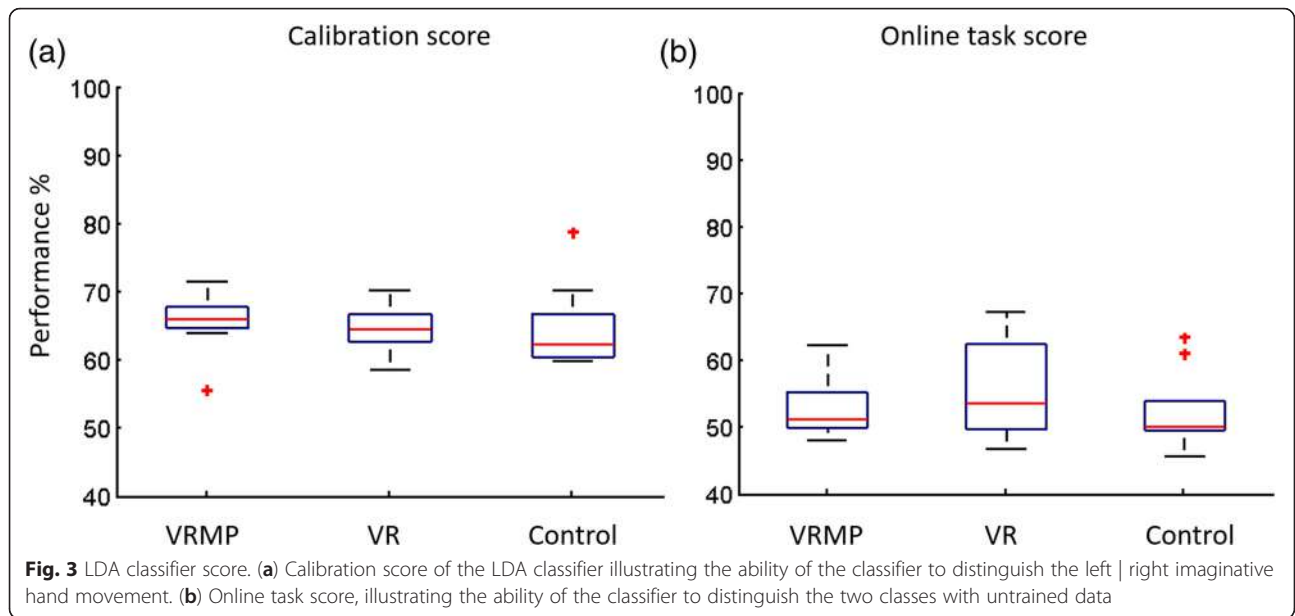 (a) Calibration score
(b) Online task score
Performance %
100
90
80
70
60
50
40
VRMP VR Control
100
90
80
70
60
50
40
VRMP VR Control
Fig. 3 LDA classifier score. (a) Calibration score of the LDA classifier illustrating the ability of the classifier to distinguish the left | right imaginative
hand movement. (b) Online task score, illustrating the ability of the classifier to distinguish the two classes with untrained data